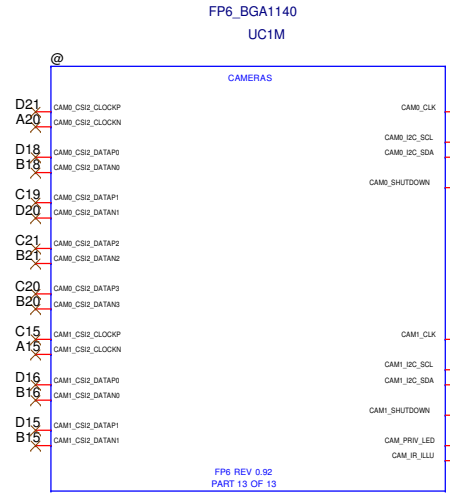 FP6_BGA1140
UC1M
@
CAMERAS
D21 CAM0_CSI2_CLOCKP CAM0_CLK
A20 CAM0_CSI2_CLOCKN
CAM0_I2C_SCL
D18 CAM0_CSI2_DATAP0 CAM0_I2C_SDA
B18 CAM0_CSI2_DATAN0
CAM0_SHUTDOWN
C19 CAM0_CSI2_DATAP1
D20 CAM0_CSI2_DATAN1
C21 CAM0_CSI2_DATAP2
B21 CAM0_CSI2_DATAN2
C20 CAM0_CSI2_DATAP3
B20 CAM0_CSI2_DATAN3
C15 CAM1_CSI2_CLOCKP CAM1_CLK
A15 CAM1_CSI2_CLOCKN
CAM1_I2C_SCL
D16 CAM1_CSI2_DATAP0 CAM1_I2C_SDA
B16 CAM1_CSI2_DATAN0
CAM1_SHUTDOWN
D15 CAM1_CSI2_DATAP1
B15 CAM1_CSI2_DATAN1 CAM_PRIV_LED
CAM_IR_ILLU
FP6 REV 0.92
PART 13 OF 13